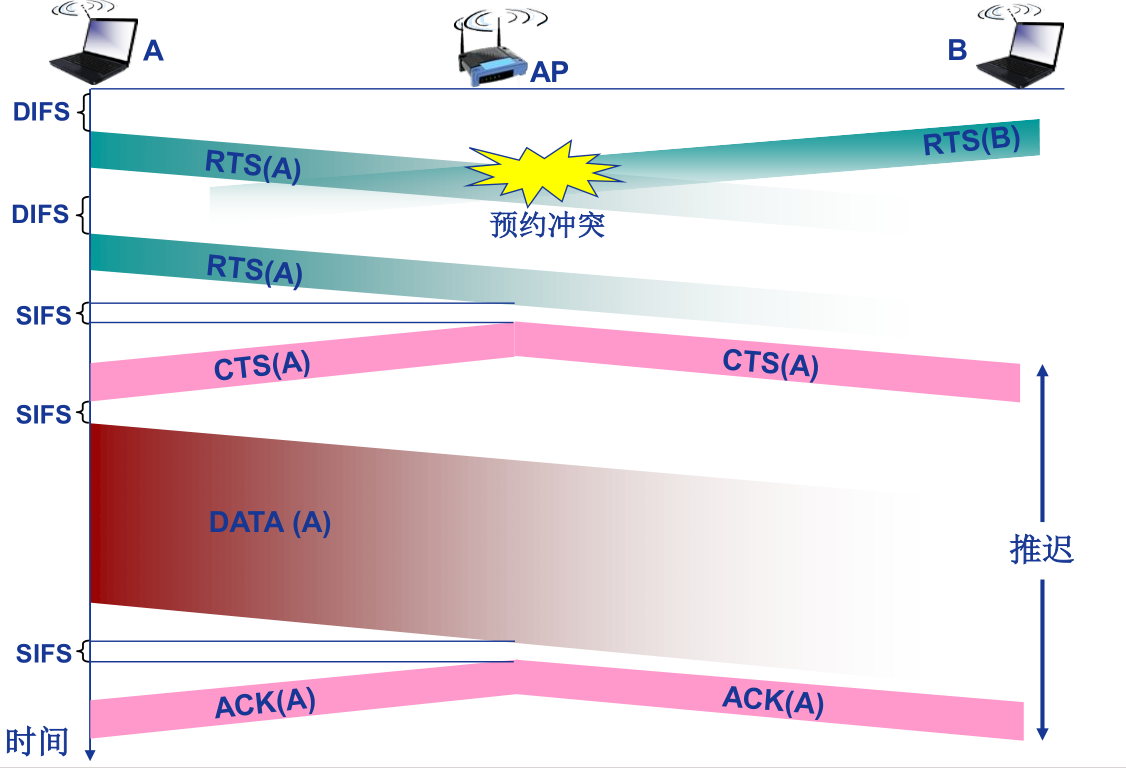 A
AP
B
DIFS
RTS(A)
RTS(B)
DIFS
预约冲突
RTS(A)
SIFS
CTS(A)
CTS(A)
SIFS
DATA (A)
推迟
SIFS
ACK(A)
ACK(A)
时间